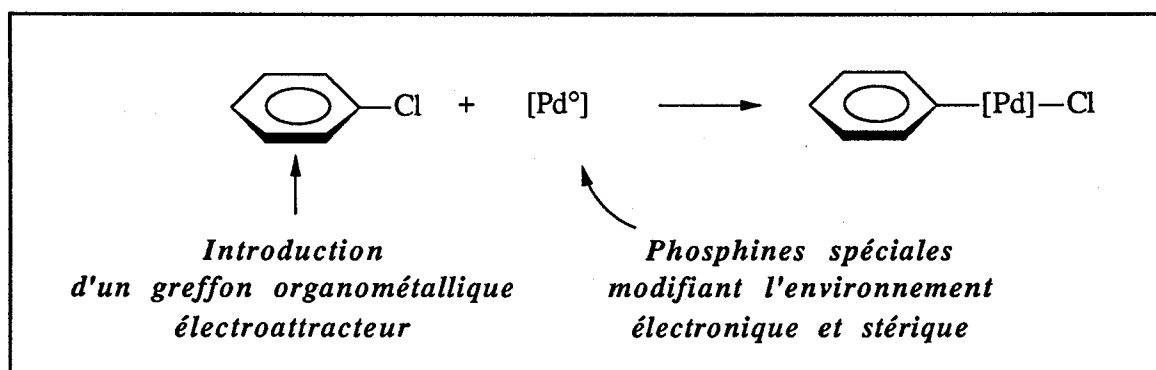 Cl + [Pd°] [Pd]—Cl
Introduction
d'un greffon organométallique
électroattracteur
Phosphines spéciales
modifiant l'environnement
électronique et stérique